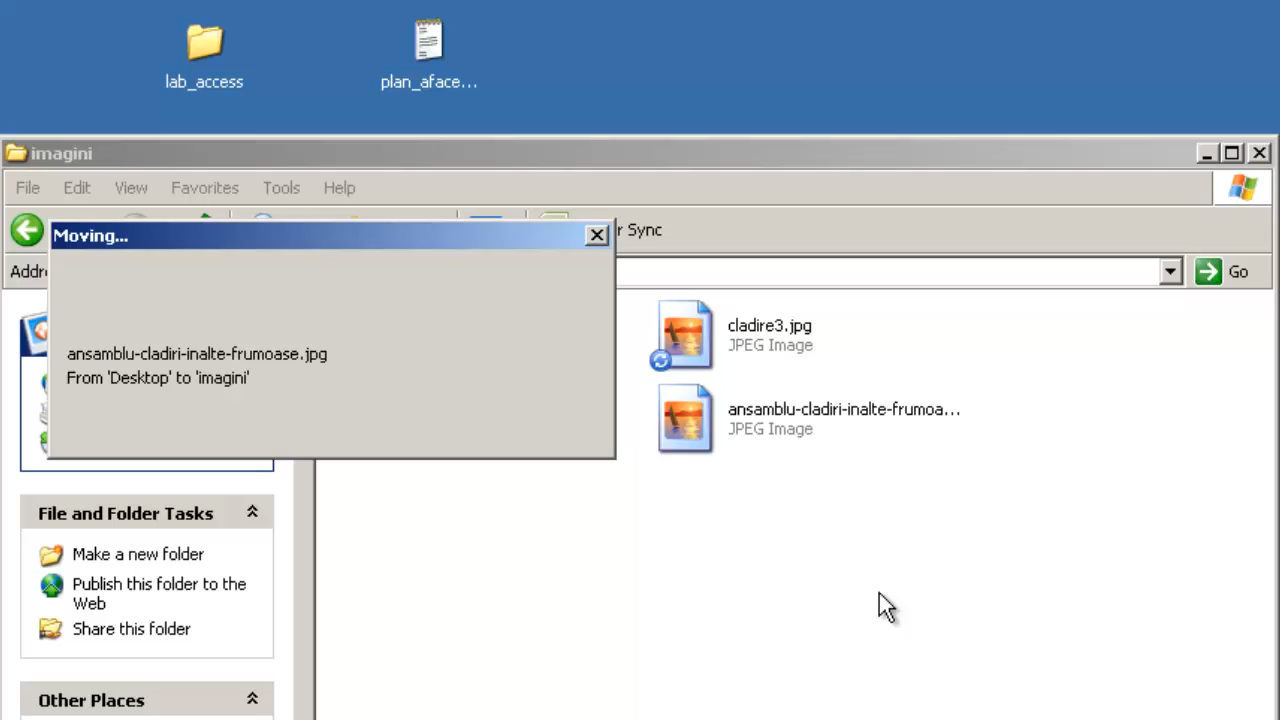 lab_access
plan_aface...
imagini
File Edit View Favorites Tools Help
r Sync
Moving...
Addre
Go
ansamblu-cladiri-inalte-frumoase.jpg
From 'Desktop' to 'imagini'
cladire3.jpg
JPEG Image
ansamblu-cladiri-inalte-frumoa...
JPEG Image
File and Folder Tasks
Make a new folder
Publish this folder to the
Web
Share this folder
Other Places